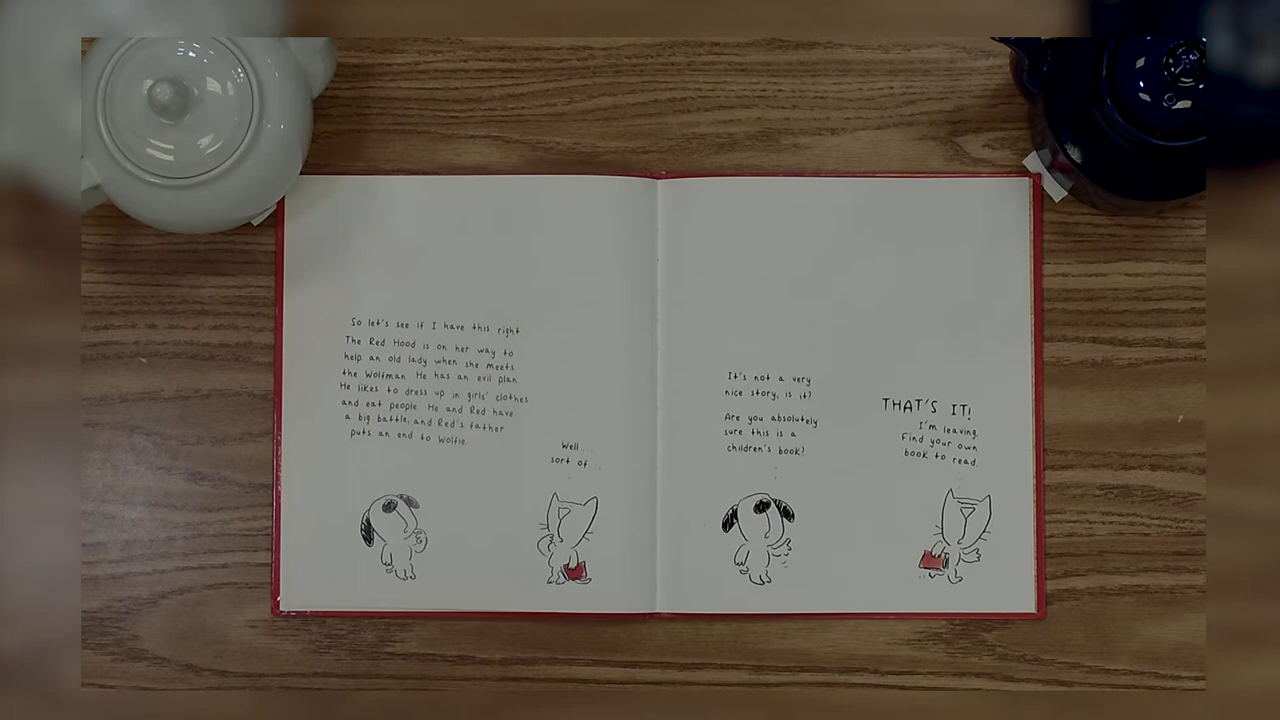 So let's see if I have this right.
The Red Hood is on her way to
help an old lady when she meets
the Wolfman. He has an evil plan.
He likes to dress up in girls' clothes
and eat people. He and Red have
a big battle, and Red's father
puts an end to Wolfie.
Well...
sort of...
It's not a very
nice story, is it?
Are you absolutely
sure this is a
children's book?
THAT'S IT!
I'm leaving.
Find your own
book to read.